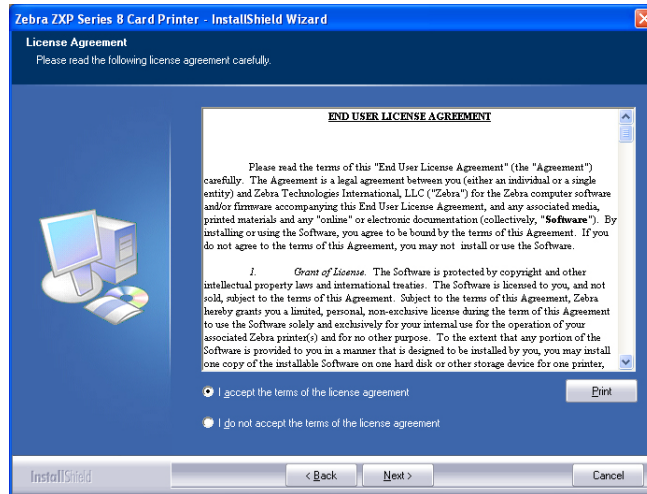 Zebra ZXP Series 8 Card Printer - InstallShield Wizard
License Agreement
Please read the following license agreement carefully.
END USER LICENSE AGREEMENT
Please read the terms of this "End User License Agreement" (the "Agreement")
carefully. The Agreement is a legal agreement between you (either an individual or a single
entity) and Zebra Technologies International, LLC ("Zebra") for the Zebra computer software
and/or firmware accompanying this End User License Agreement, and any associated media,
printed materials and any "online" or electronic documentation (collectively, "Software"). By
installing or using the Software, you agree to be bound by the terms of this Agreement. If you
do not agree to the terms of this Agreement, you may not install or use the Software.
1. Grant of License. The Software is protected by copyright and other
intellectual property laws and international treaties. The Software is licensed to you, and not
sold, subject to the terms of this Agreement. Subject to the terms of this Agreement, Zebra
hereby grants you a limited, personal, non-exclusive license during the term of this Agreement
to use the Software solely and exclusively for your internal use for the operation of your
associated Zebra printer(s) and for no other purpose. To the extent that any portion of the
Software is provided to you in a manner that is designed to be installed by you, you may install
one copy of the installable Software on one hard disk or other storage device for one printer,
I accept the terms of the license agreement
Print
I do not accept the terms of the license agreement
InstallShield
< Back
Next >
Cancel